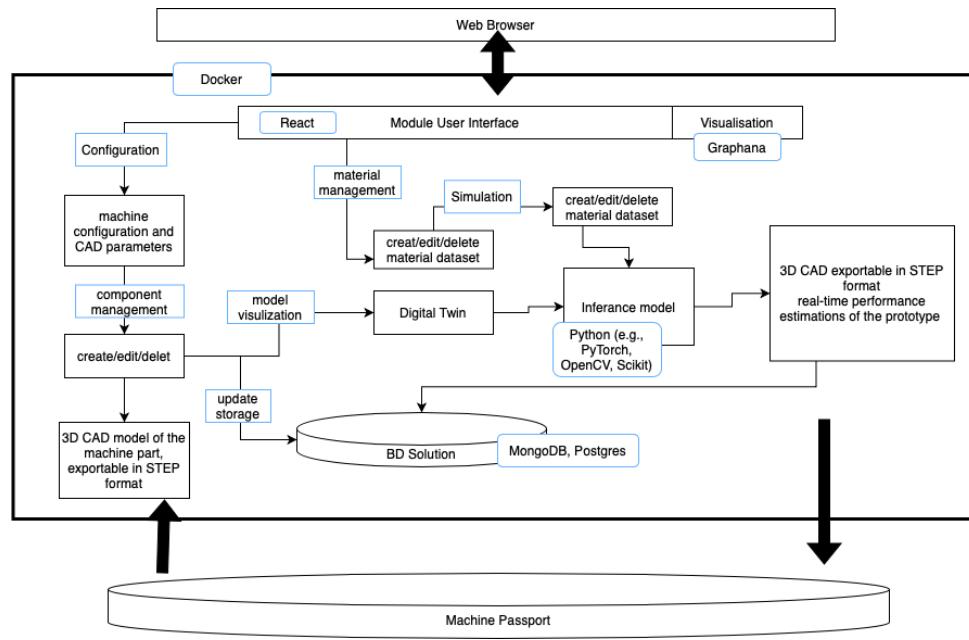 Web Browser
Docker
React
Module User Interface
Visualisation
Graphana
Configuration
material
management
Simulation
creat/edit/delete
material dataset
machine
configuration and
CAD parameters
creat/edit/delete
material dataset
3D CAD exportable in STEP
format
real-time performance
estimations of the prototype
component
management
model
visulization
Digital Twin
Inferance model
Python (e.g.,
PyTorch,
OpenCV, Scikit)
create/edit/delet
update
storage
3D CAD model of the
machine part,
exportable in STEP
format
BD Solution
MongoDB, Postgres
Machine Passport